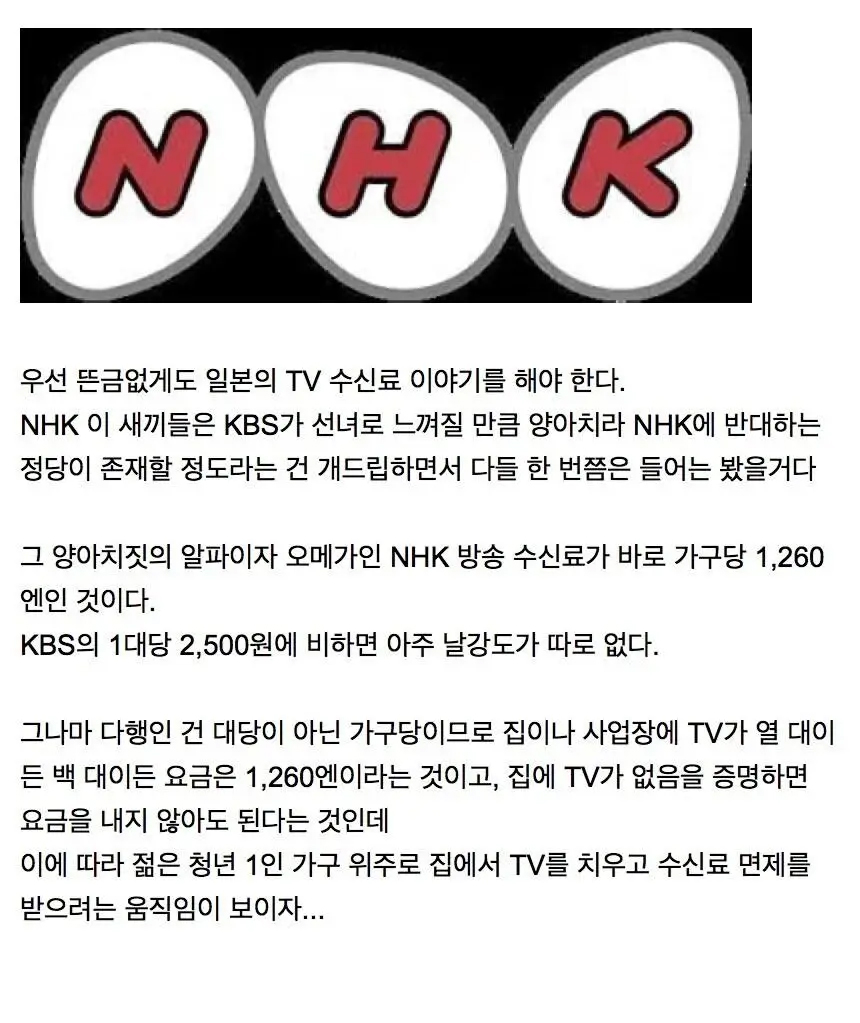 NHK
우선 뜬금없게도 일본의 TV 수신료 이야기를 해야 한다.
NHK 이 새끼들은 KBS가 선녀로 느껴질 만큼 양아치라 NHK에 반대하는
정당이 존재할 정도라는 건 개드립하면서 다들 한 번쯤은 들어는 봤을거다
그 양아치짓의 알파이자 오메가인 NHK 방송 수신료가 바로 가구당 1,260
엔인 것이다.
KBS의 1대당 2,500원에 비하면 아주 날강도가 따로 없다.
그나마 다행인 건 대당이 아닌 가구당이므로 집이나 사업장에 TV가 열 대이
든 백 대이든 요금은 1,260엔이라는 것이고, 집에 TV가 없음을 증명하면
요금을 내지 않아도 된다는 것인데
이에 따라 젊은 청년 1인 가구 위주로 집에서 TV를 치우고 수신료 면제를
받으려는 움직임이 보이자...